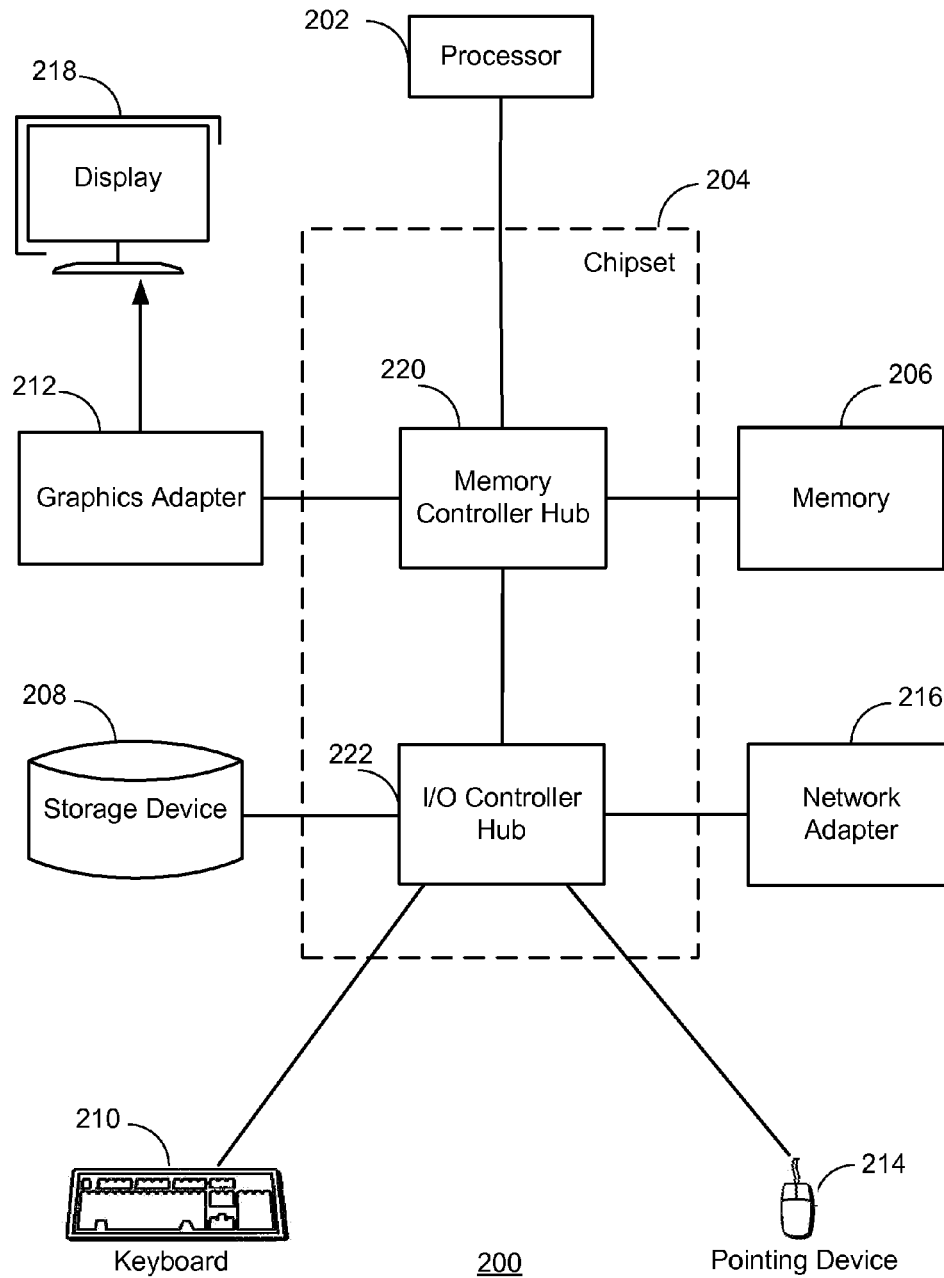 202
Processor
218
Display
204
Chipset
220
206
212
Graphics Adapter
Memory
Controller Hub
Memory
208
216
222
Storage Device
I/O Controller
Hub
Network
Adapter
210
214
Keyboard
200
Pointing Device